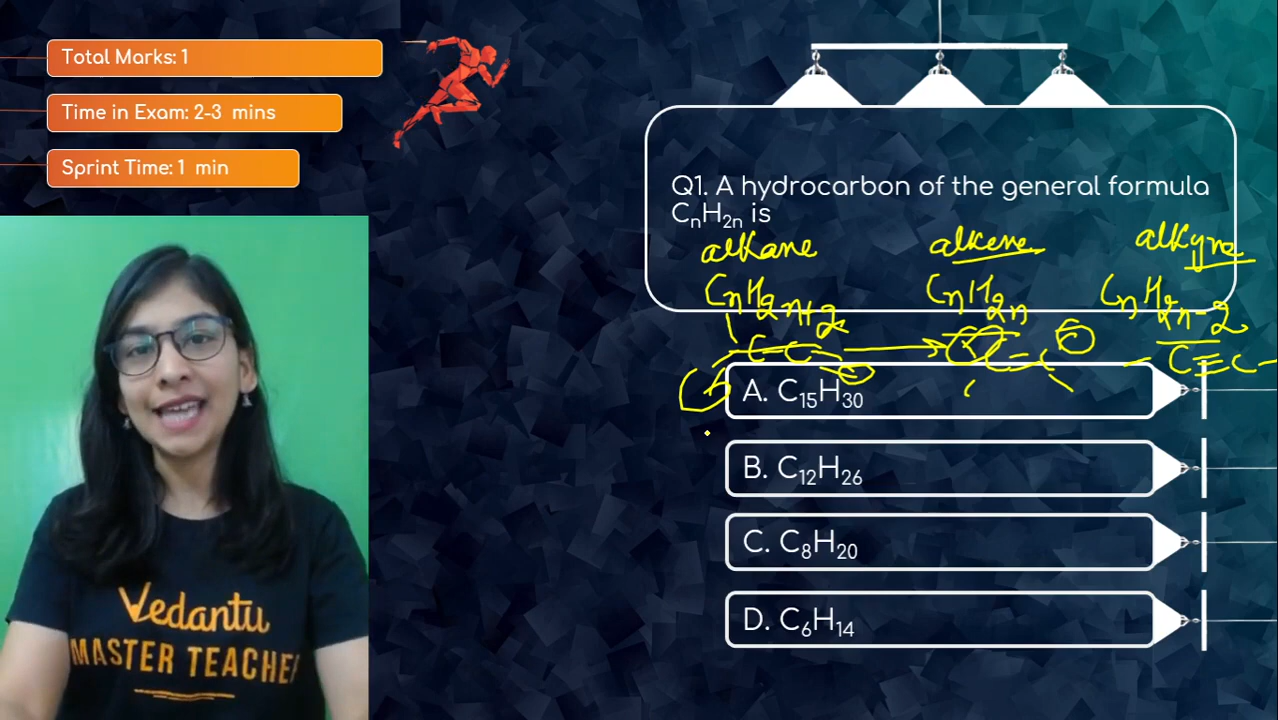 Total Marks: 1
Time in Exam: 2-3 mins
Sprint Time: 1 min
Q1. A hydrocarbon of the general formula
CₙH₂ₙ is
alkane alkene alkyne
CₙH₂ₙ₊₂ CₙH₂ₙ CₙH₂ₙ₋₂
C≡C-
A. C₁₅H₃₀
B. C₁₂H₂₆
C. C₈H₂₀
D. C₆H₁₄
Vedantu
MASTER TEACHER